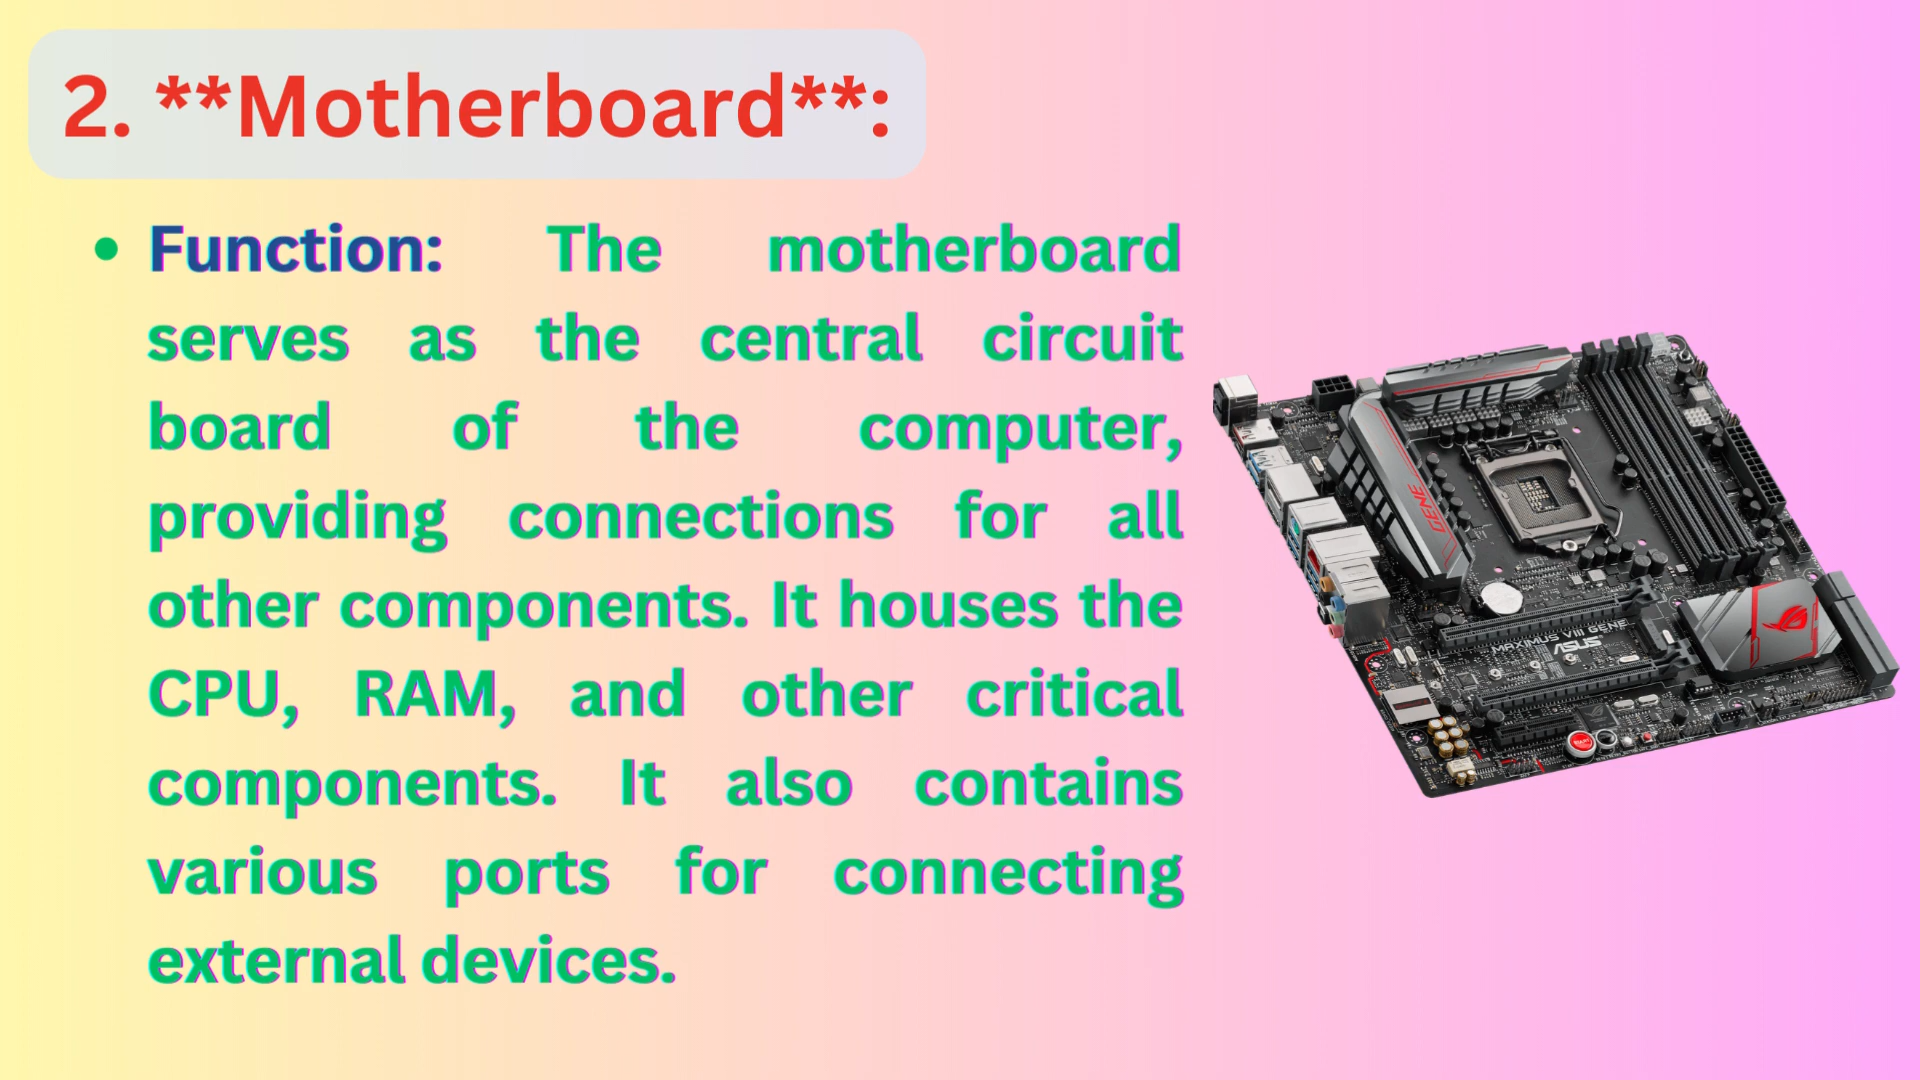 2. **Motherboard**:
Function: The motherboard
serves as the central circuit
board of the computer,
providing connections for all
other components. It houses the
CPU, RAM, and other critical
components. It also contains
various ports for connecting
external devices.
GENE
MAXIMUS VIII GENE
ASUS
START